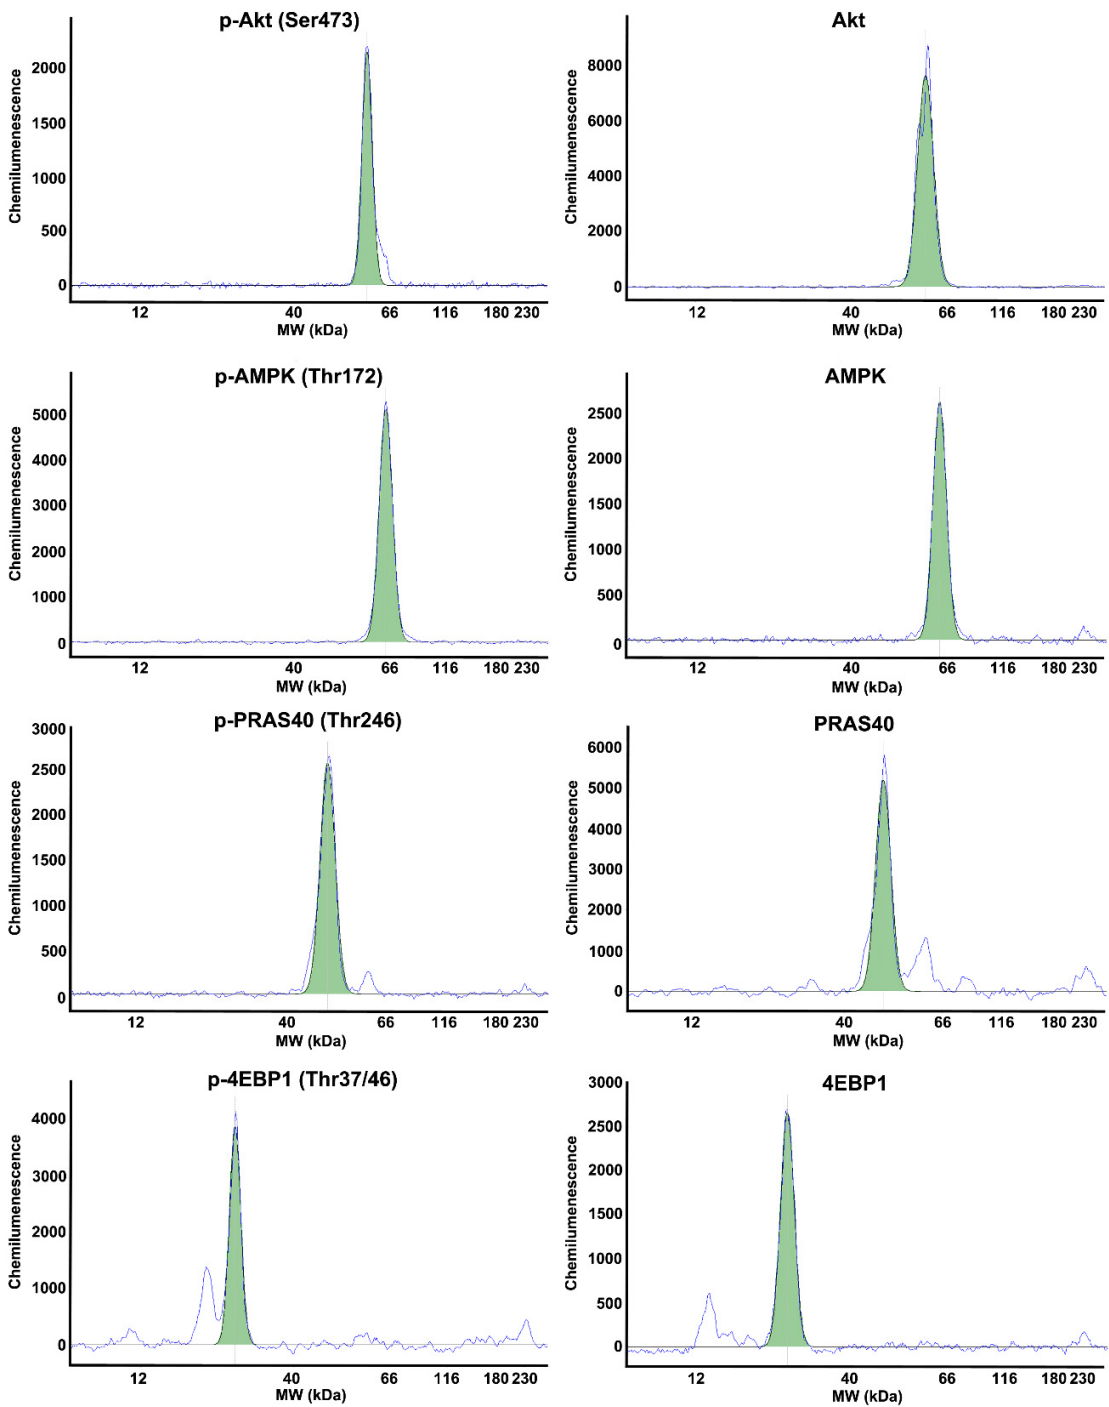 p-Akt (Ser473)
Chemilumenescence
2000
1500
1000
500
0
12 40 66 116 180 230
MW (kDa)
Akt
Chemilumenescence
8000
6000
4000
2000
0
12 40 66 116 180 230
MW (kDa)
p-AMPK (Thr172)
Chemilumenescence
5000
4000
3000
2000
1000
0
12 40 66 116 180 230
MW (kDa)
AMPK
Chemilumenescence
2500
2000
1500
1000
500
0
12 40 66 116 180 230
MW (kDa)
p-PRAS40 (Thr246)
Chemilumenescence
3000
2500
2000
1500
1000
500
0
12 40 66 116 180 230
MW (kDa)
PRAS40
Chemilumenescence
6000
5000
4000
3000
2000
1000
0
12 40 66 116 180 230
MW (kDa)
p-4EBP1 (Thr37/46)
Chemilumenescence
4000
3000
2000
1000
0
12 40 66 116 180 230
MW (kDa)
4EBP1
Chemilumenescence
3000
2500
2000
1500
1000
500
0
12 40 66 116 180 230
MW (kDa)